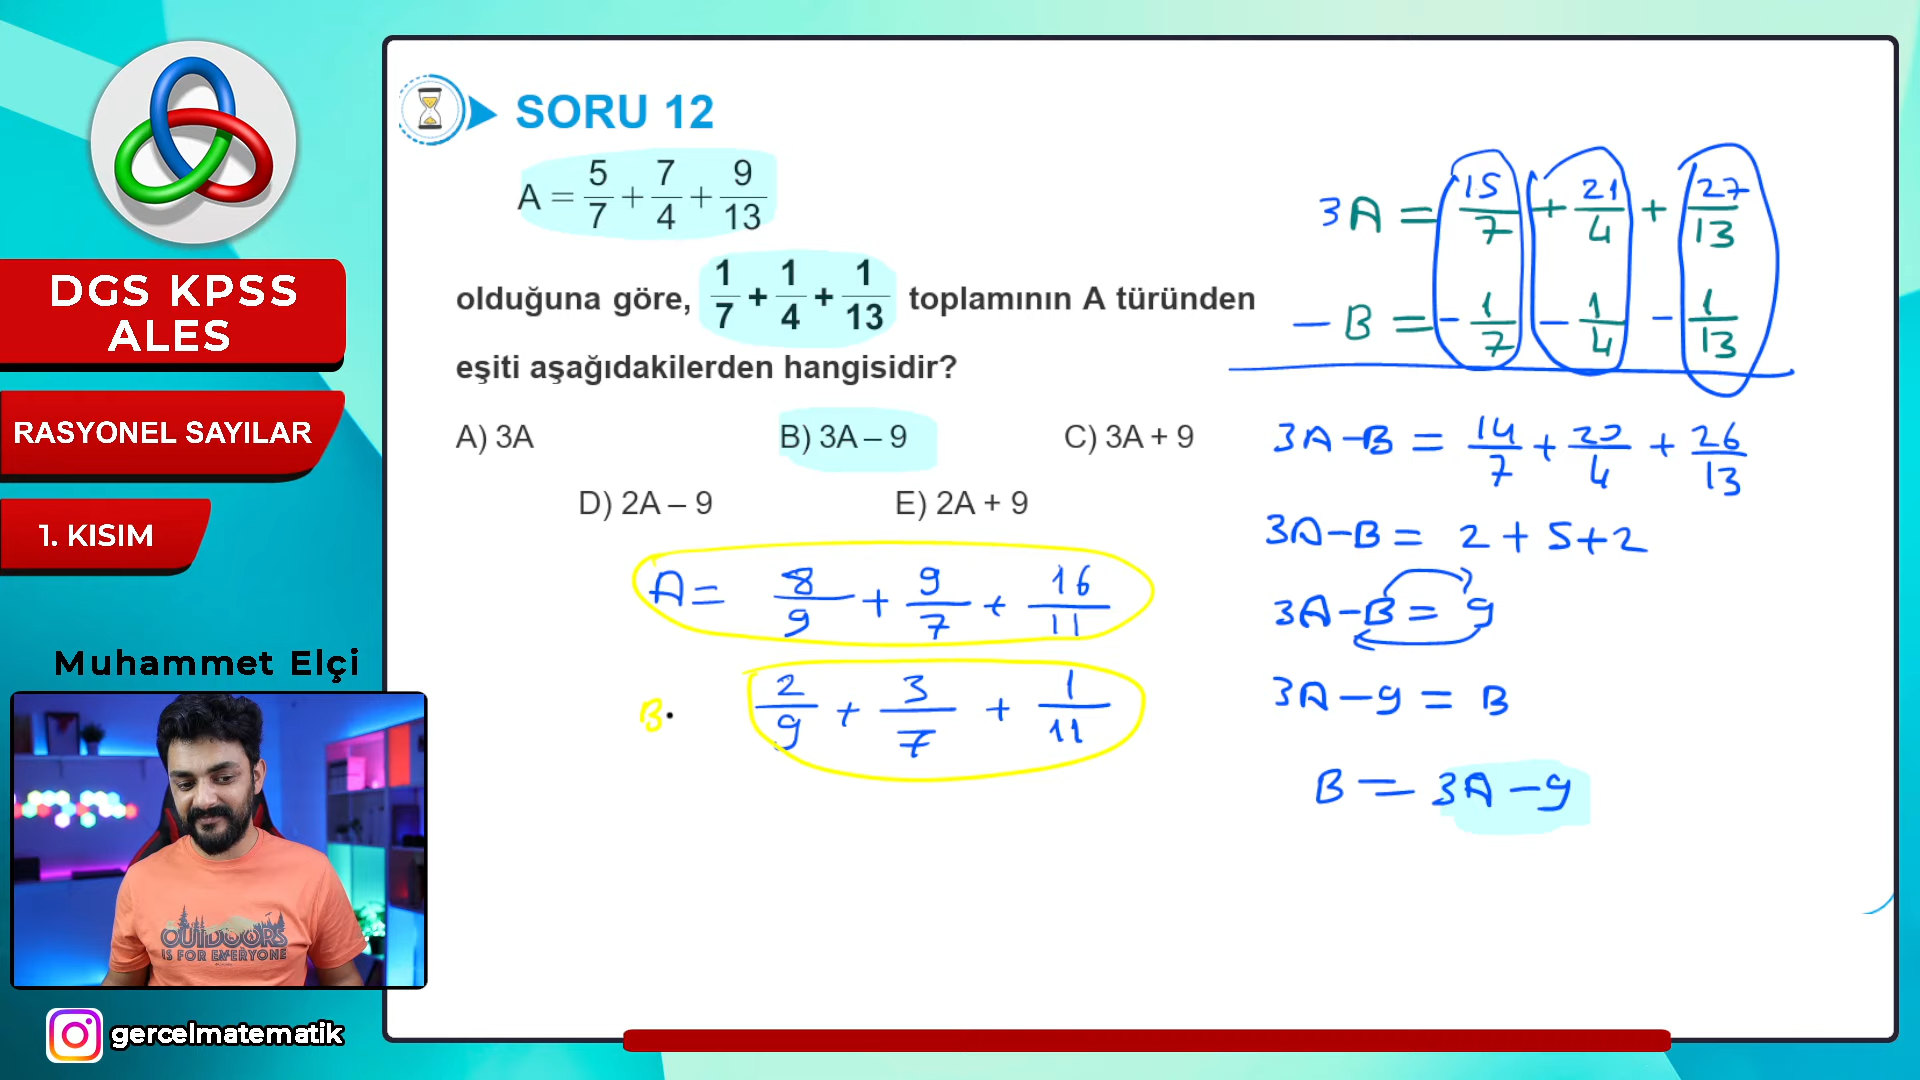 DGS KPSS
ALES
RASYONEL SAYILAR
1. KISIM
Muhammet Elçi
OUTDOORS
IS FOR EVERYONE
gercelmatematik
SORU 12
A = 5/7 + 7/4 + 9/13
olduğuna göre, 1/7 + 1/4 + 1/13 toplamının A türünden
eşiti aşağıdakilerden hangisidir?
A) 3A B) 3A – 9 C) 3A + 9
D) 2A – 9 E) 2A + 9
A = 8/9 + 9/7 + 16/11
B. 2/9 + 3/7 + 1/11
3A = 15/7 + 21/4 + 27/13
- B = - 1/7 - 1/4 - 1/13
3A - B = 14/7 + 20/4 + 26/13
3A - B = 2 + 5 + 2
3A - B = 9
3A - 9 = B
B = 3A - 9